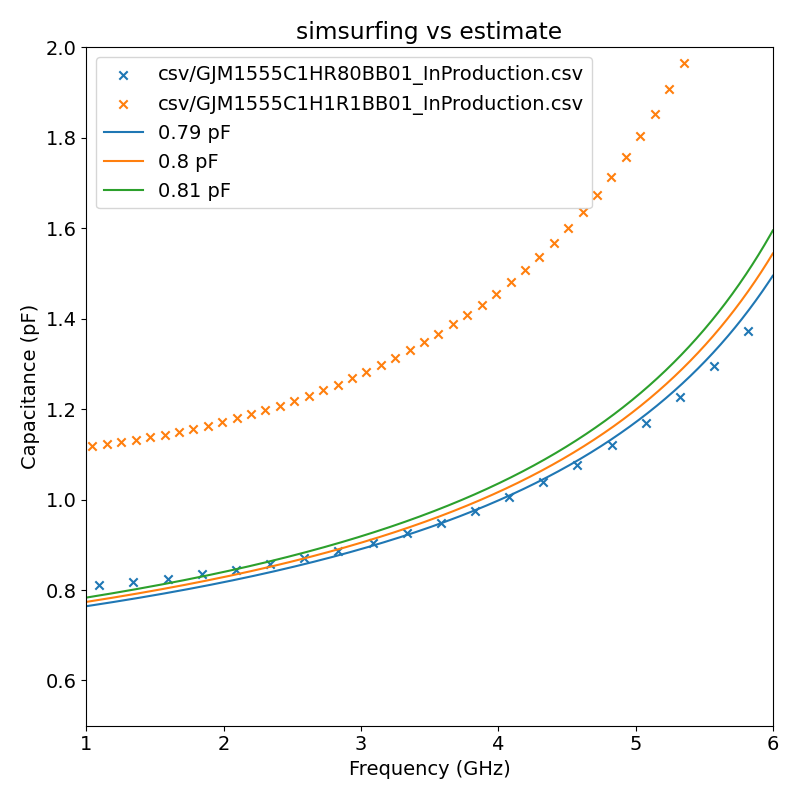 simsurfing vs estimate
csv/GJM1555C1HR80BB01_InProduction.csv
csv/GJM1555C1H1R1BB01_InProduction.csv
0.79 pF
0.8 pF
0.81 pF
Capacitance (pF)
2.0
1.8
1.6
1.4
1.2
1.0
0.8
0.6
1 2 3 4 5 6
Frequency (GHz)